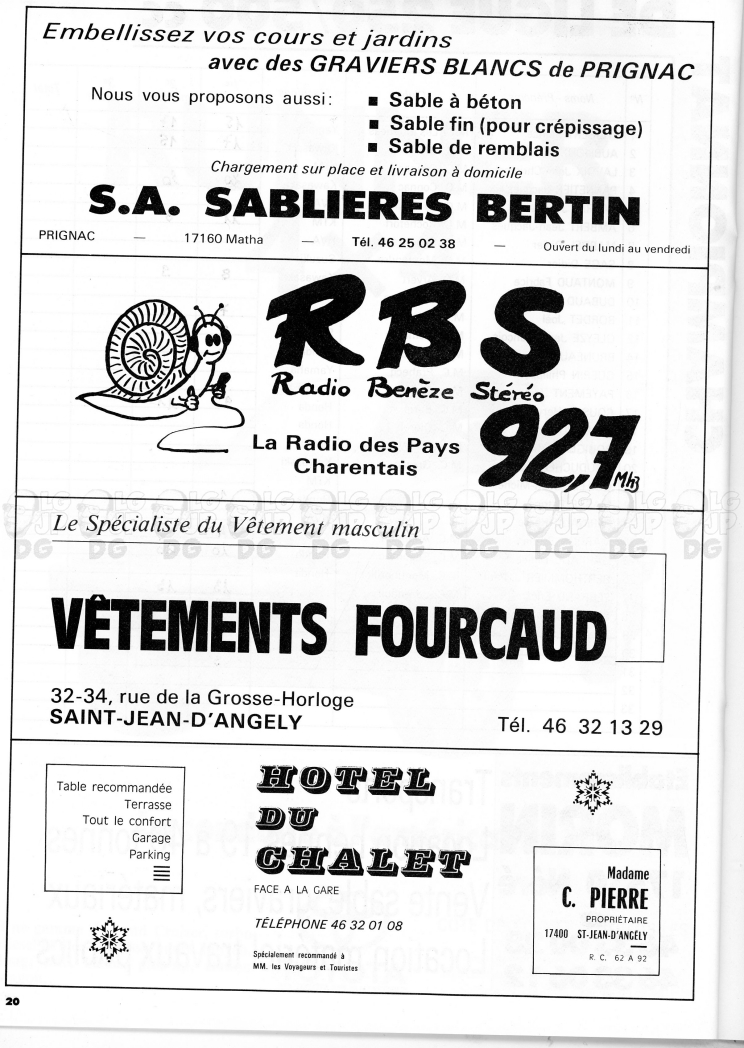 Embellissez vos cours et jardins
avec des GRAVIERS BLANCS de PRIGNAC
Nous vous proposons aussi:
■ Sable à béton
■ Sable fin (pour crépissage)
■ Sable de remblais
Chargement sur place et livraison à domicile
S.A. SABLIERES BERTIN
PRIGNAC — 17160 Matha — Tél. 46 25 02 38 — Ouvert du lundi au vendredi
RBS
Radio Benèze Stéréo
92,7 Mhz
La Radio des Pays
Charentais
Le Spécialiste du Vêtement masculin
VÊTEMENTS FOURCAUD
32-34, rue de la Grosse-Horloge
SAINT-JEAN-D'ANGELY
Tél. 46 32 13 29
Table recommandée
Terrasse
Tout le confort
Garage
Parking
HOTEL
DU
CHALET
FACE A LA GARE
TÉLÉPHONE 46 32 01 08
Spécialement recommandé à
MM. les Voyageurs et Touristes
Madame
C. PIERRE
PROPRIÉTAIRE
17400 ST-JEAN-D'ANGÉLY
R. C. 62 A 92
20